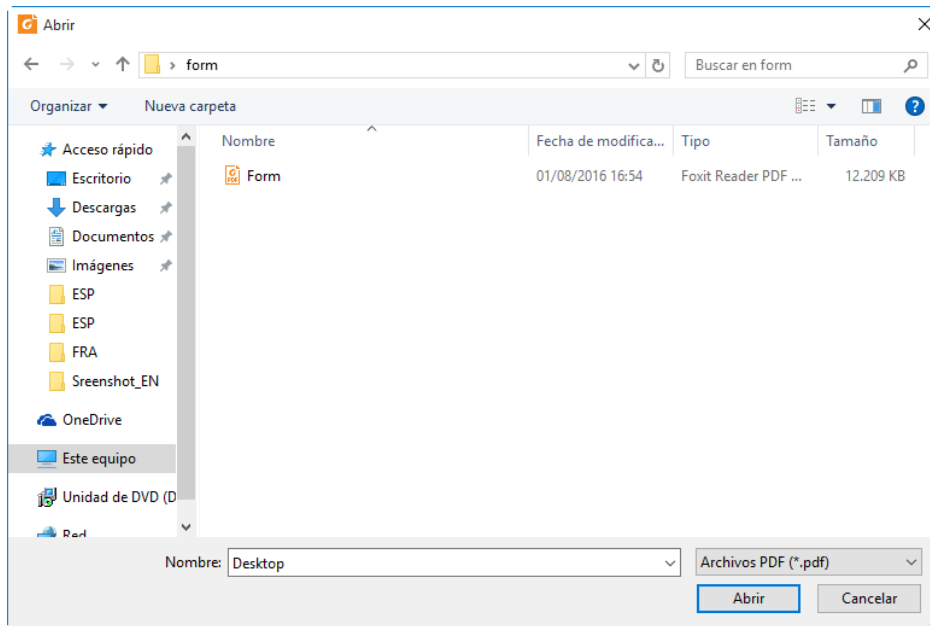 Abrir
form
Buscar en form
Organizar
Nueva carpeta
Nombre
Fecha de modifica...
Tipo
Tamaño
Form
01/08/2016 16:54
Foxit Reader PDF ...
12.209 KB
Acceso rápido
Escritorio
Descargas
Documentos
Imágenes
ESP
ESP
FRA
Sreenshot_EN
OneDrive
Este equipo
Unidad de DVD (D
Red
Nombre: Desktop
Archivos PDF (*.pdf)
Abrir
Cancelar